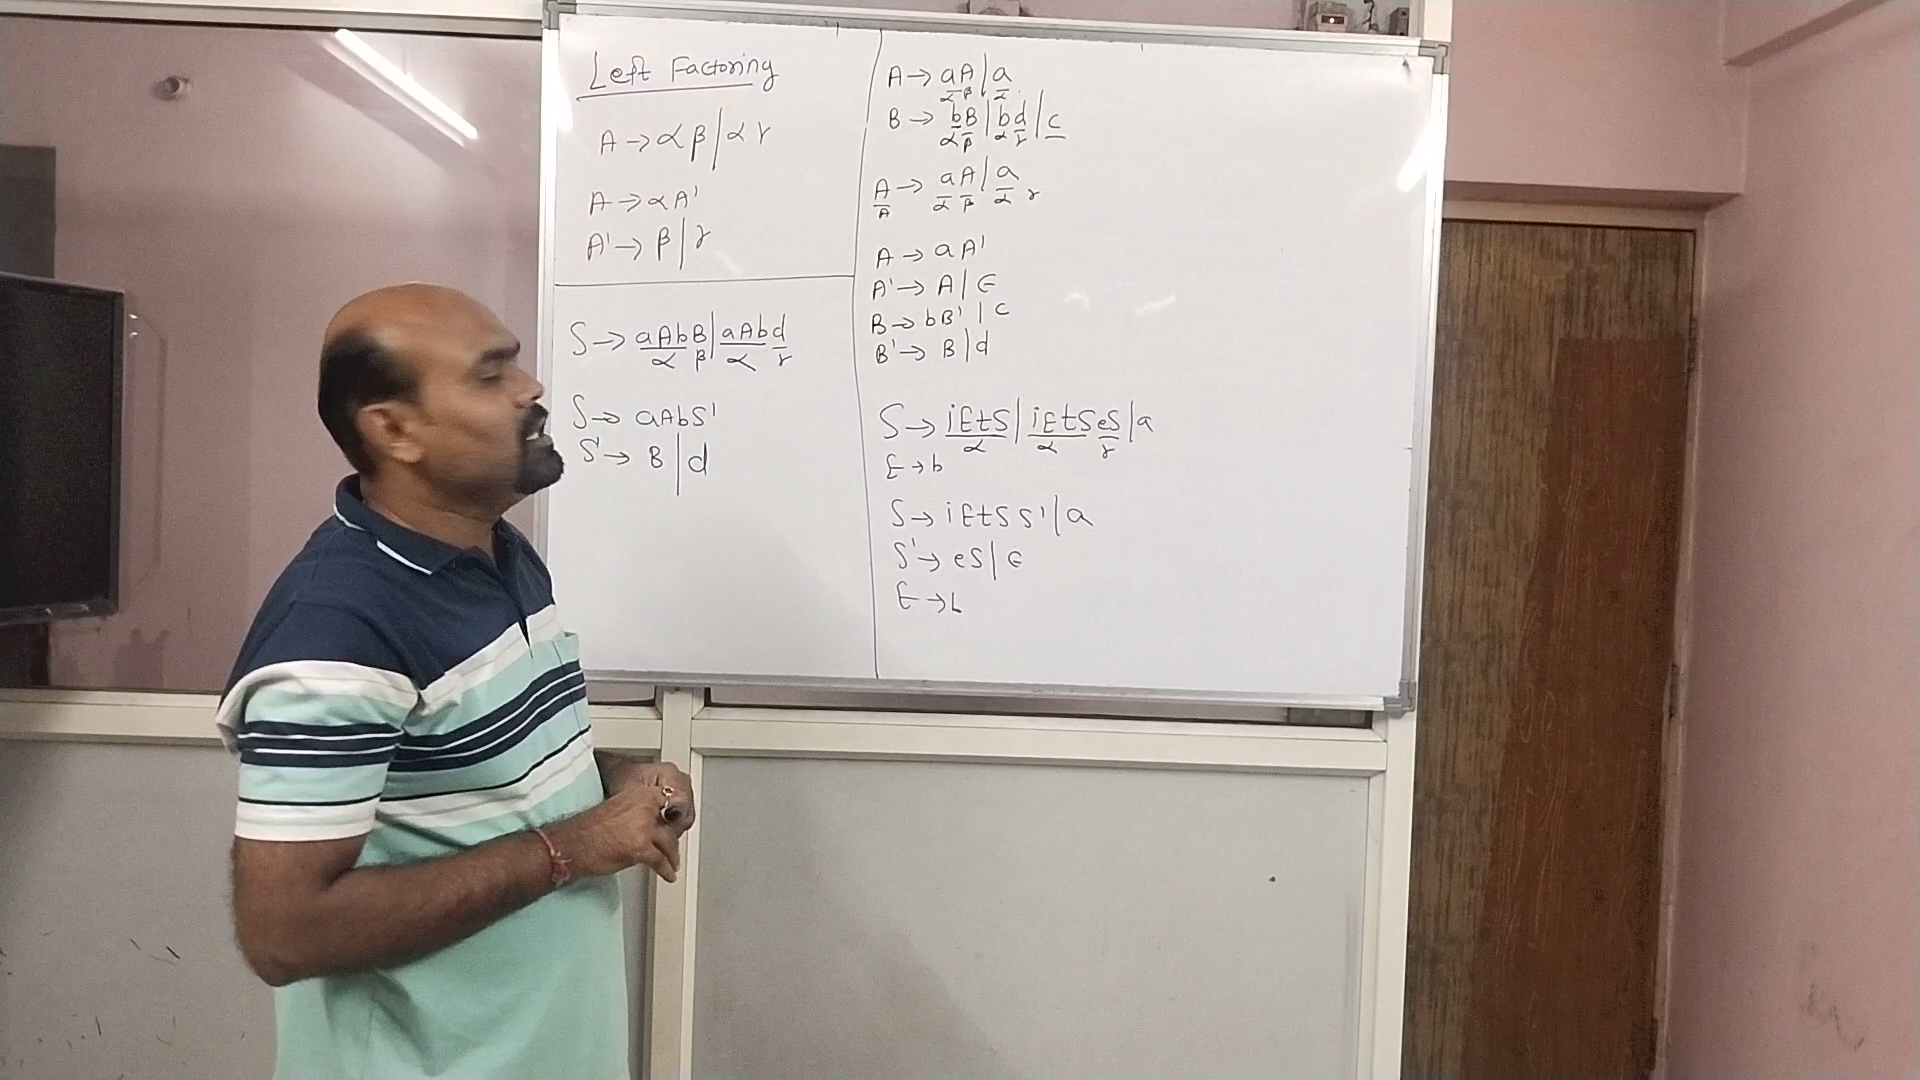 Left Factoring
A → αβ | αγ
A → αA'
A' → β | γ
S → aAbB | aAbd
α β α γ
S → aAbS'
S' → B | d
A → aA | a
α β α
B → bB | bd | c
α β α γ
A → aA | a
A α β α γ
A → aA'
A' → A | ε
B → bB' | c
B' → B | d
S → iEtS | iEtSeS | a
α α γ
E → b
S → iEtSS' | a
S' → eS | ε
E → b